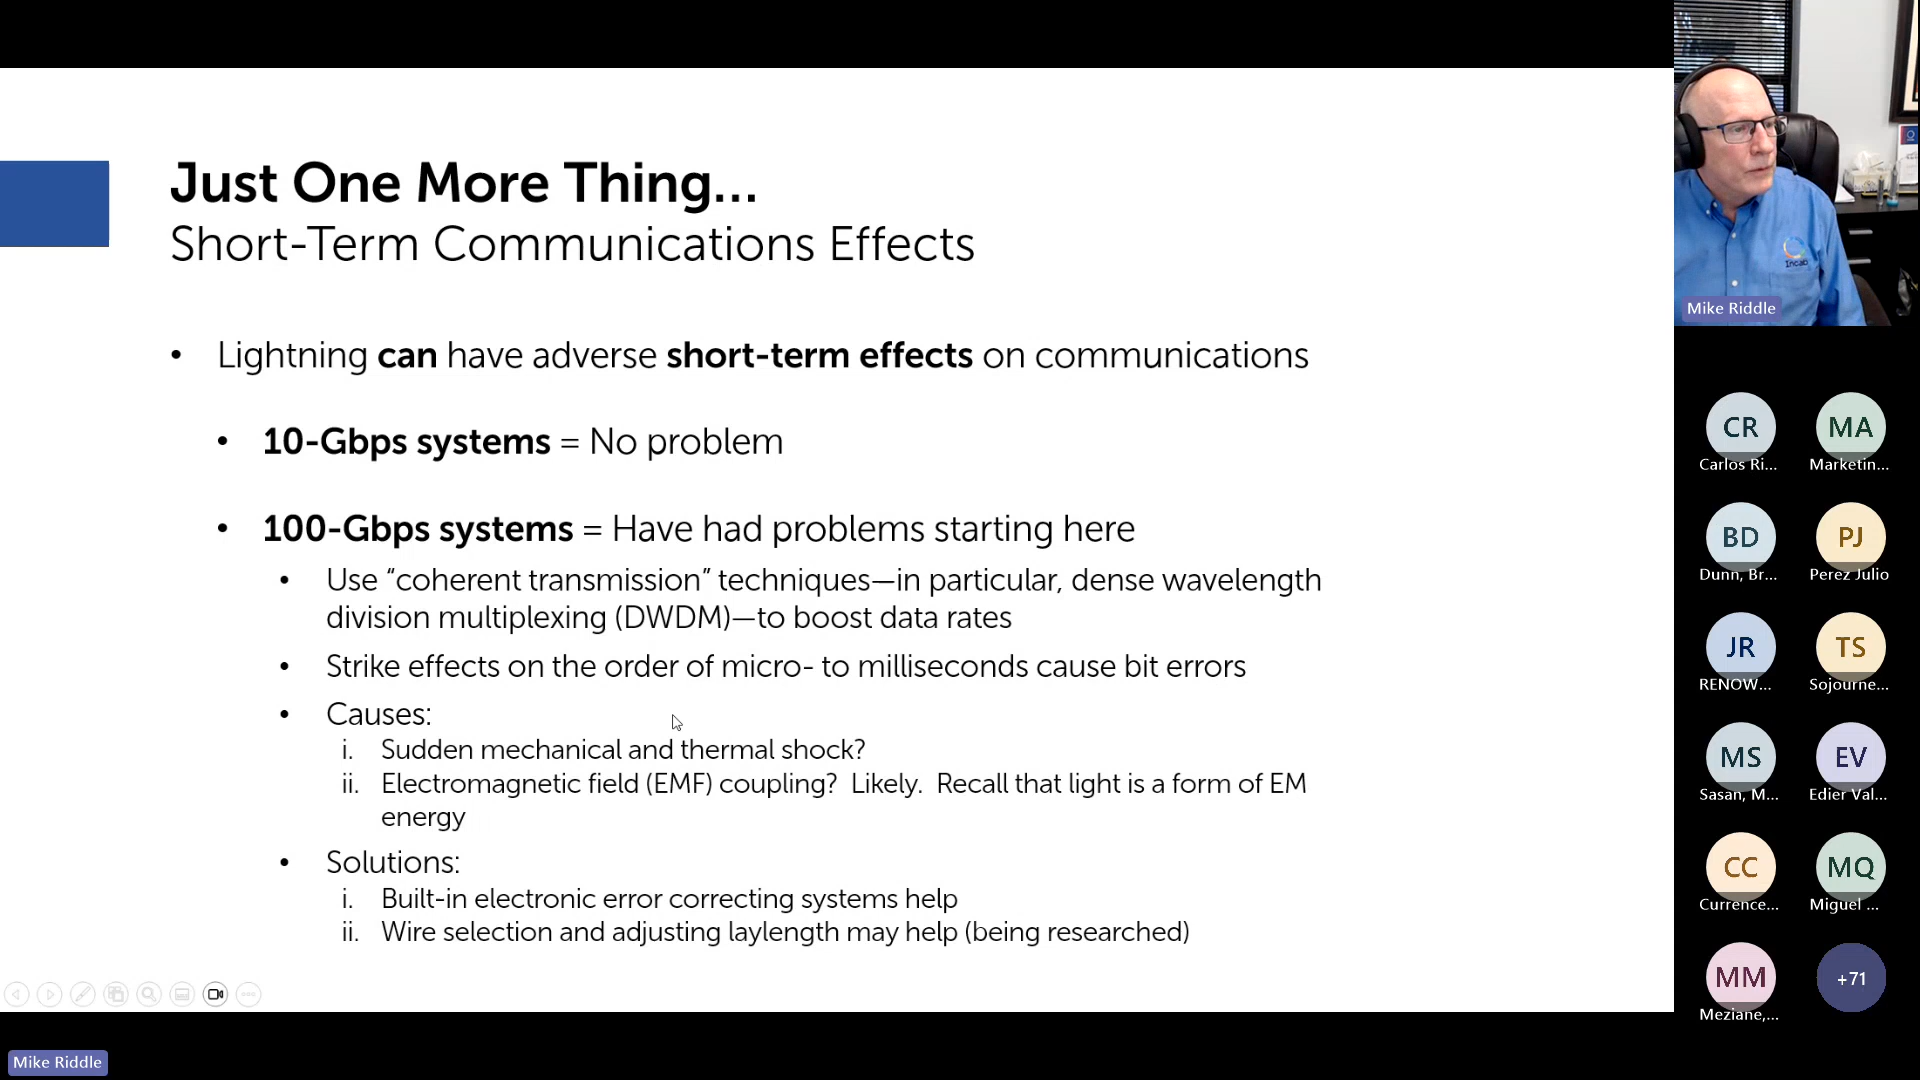 Just One More Thing...
Short-Term Communications Effects
• Lightning can have adverse short-term effects on communications
• 10-Gbps systems = No problem
• 100-Gbps systems = Have had problems starting here
• Use “coherent transmission” techniques—in particular, dense wavelength
division multiplexing (DWDM)—to boost data rates
• Strike effects on the order of micro- to milliseconds cause bit errors
• Causes:
i. Sudden mechanical and thermal shock?
ii. Electromagnetic field (EMF) coupling? Likely. Recall that light is a form of EM
energy
• Solutions:
i. Built-in electronic error correcting systems help
ii. Wire selection and adjusting laylength may help (being researched)
Mike Riddle
Incab
Mike Riddle
CR
Carlos Ri...
MA
Marketin...
BD
Dunn, Br...
PJ
Perez Julio
JR
RENOW...
TS
Sojourne...
MS
Sasan, M...
EV
Edier Val...
CC
Currence...
MQ
Miguel ...
MM
Meziane,...
+71